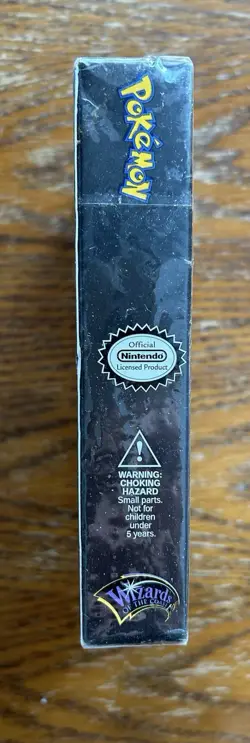 POKéMON
Official
Nintendo
Licensed Product
WARNING:
CHOKING
HAZARD
Small parts.
Not for
children
under
5 years.
Wizards
OF THE COAST